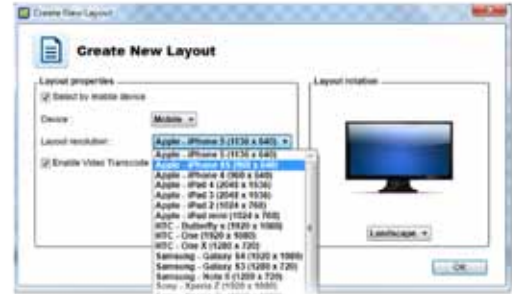 Create New Layout
Create New Layout
Layout properties
Layout rotation
Select by mobile device
Device :
Mobile
Layout resolution :
Apple - iPhone 5 (1136 x 640)
Enable Video Transcode
Apple - iPhone 5 (1136 x 640)
Apple - iPhone 4S (960 x 640)
Apple - iPhone 4 (960 x 640)
Apple - iPad 4 (2048 x 1536)
Apple - iPad 3 (2048 x 1536)
Apple - iPad 2 (1024 x 768)
Apple - iPad mini (1024 x 768)
HTC - Butterfly s (1920 x 1080)
HTC - One (1920 x 1080)
HTC - One X (1280 x 720)
Samsung - Galaxy S4 (1920 x 1080)
Samsung - Galaxy S3 (1280 x 720)
Samsung - Note II (1280 x 720)
Sony - Xperia Z (1920 x 1080)
Landscape
OK